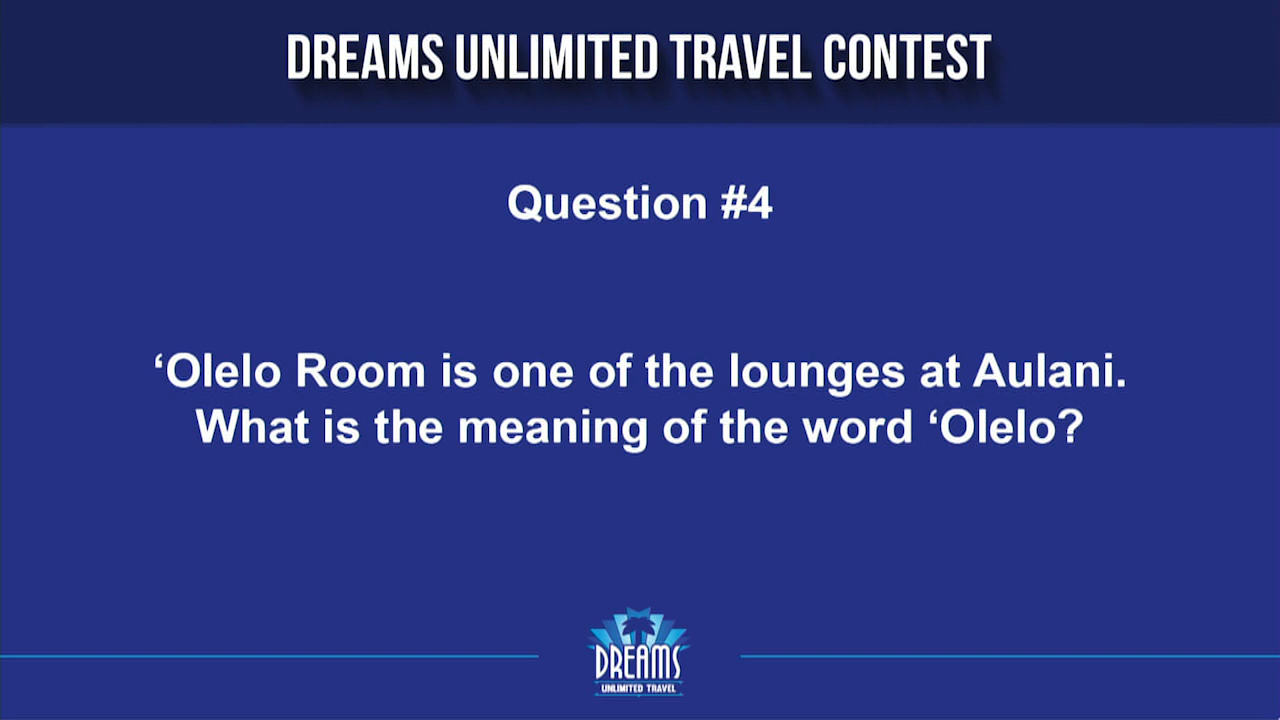 DREAMS UNLIMITED TRAVEL CONTEST
Question #4
‘Olelo Room is one of the lounges at Aulani.
What is the meaning of the word ‘Olelo?
DREAMS
UNLIMITED TRAVEL